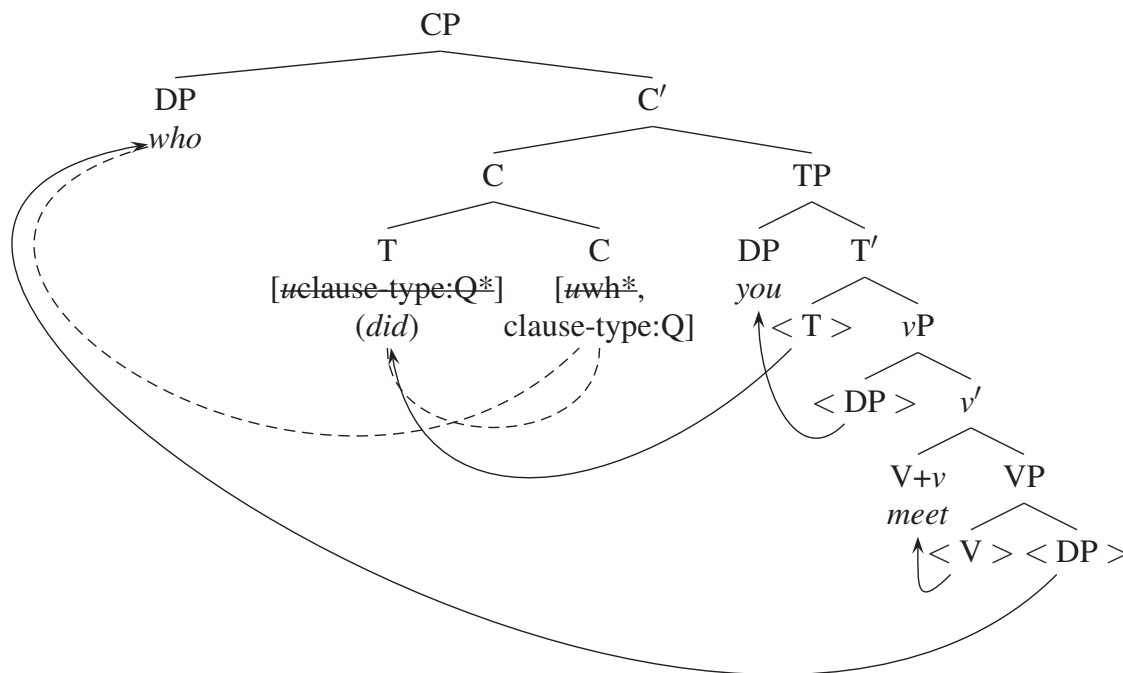 CP
DP C′
who
C TP
T C DP T′
[uclause-type:Q*] [uwh*, you
(did) clause-type:Q] < T > vP
< DP > v′
V+v VP
meet
< V > < DP >